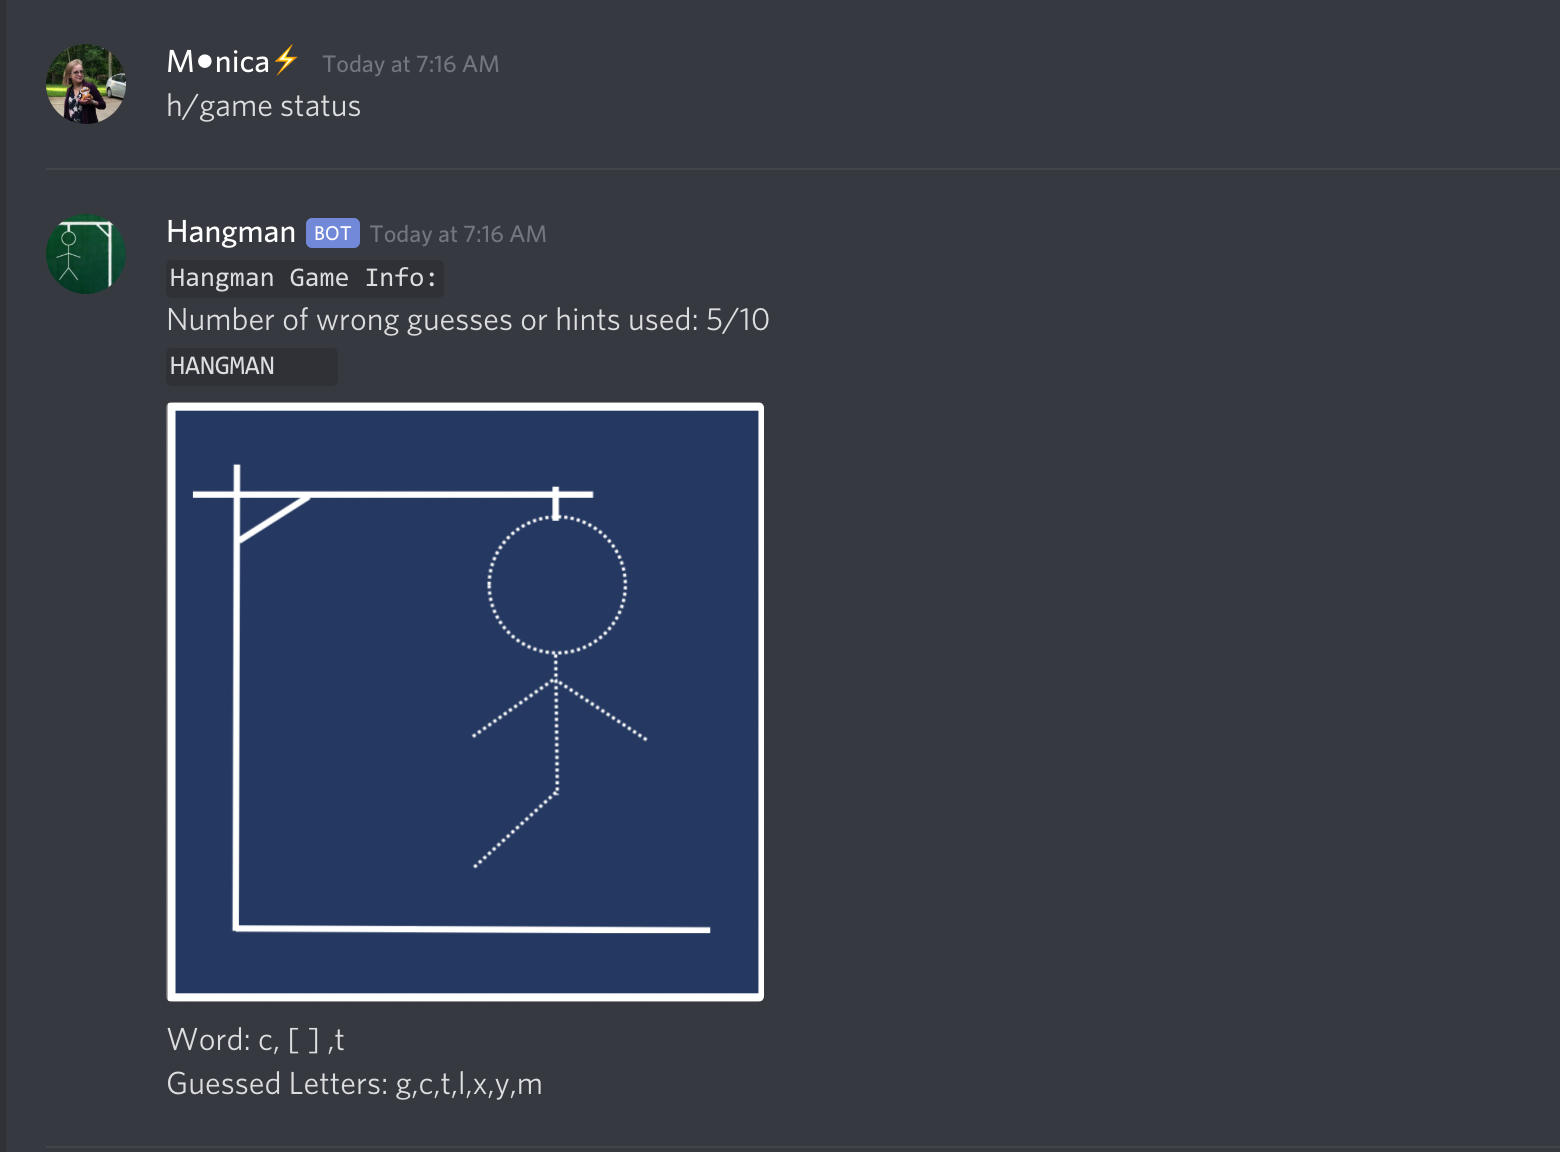 M●nica⚡ Today at 7:16 AM
h/game status
Hangman BOT Today at 7:16 AM
Hangman Game Info:
Number of wrong guesses or hints used: 5/10
HANGMAN
Word: c, [ ] ,t
Guessed Letters: g,c,t,l,x,y,m